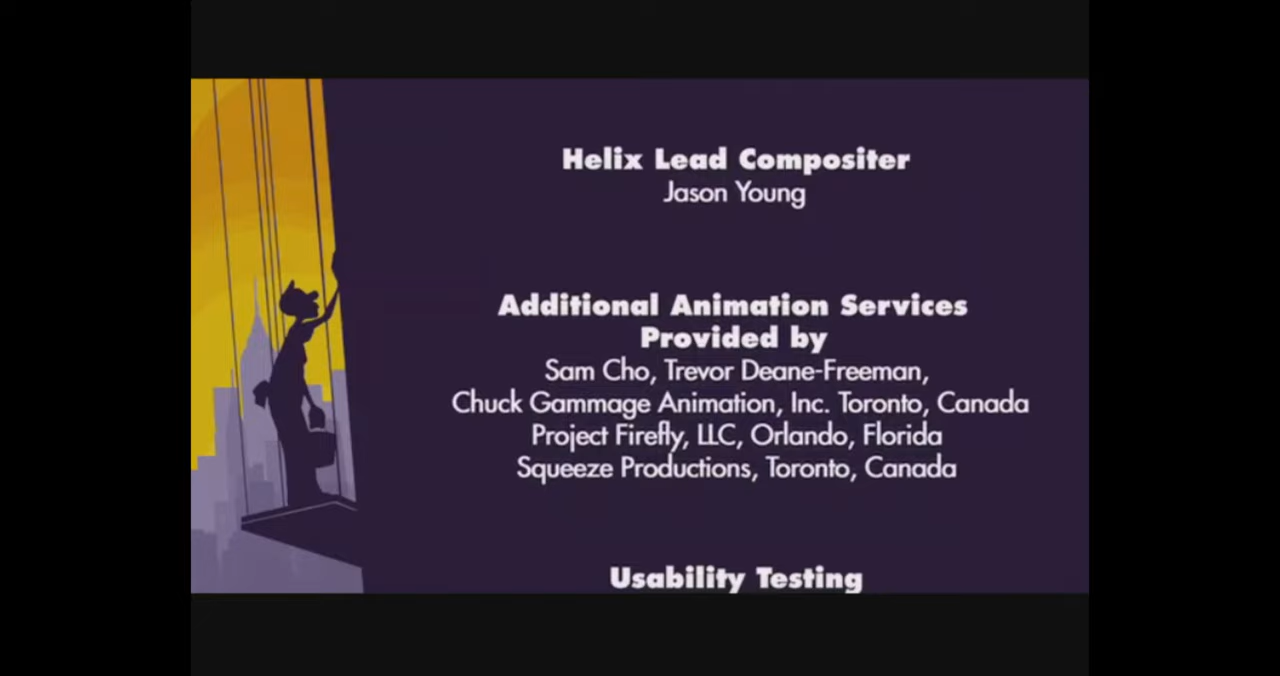 Helix Lead Compositer
Jason Young
Additional Animation Services
Provided by
Sam Cho, Trevor Deane-Freeman,
Chuck Gammage Animation, Inc. Toronto, Canada
Project Firefly, LLC, Orlando, Florida
Squeeze Productions, Toronto, Canada
Usability Testing